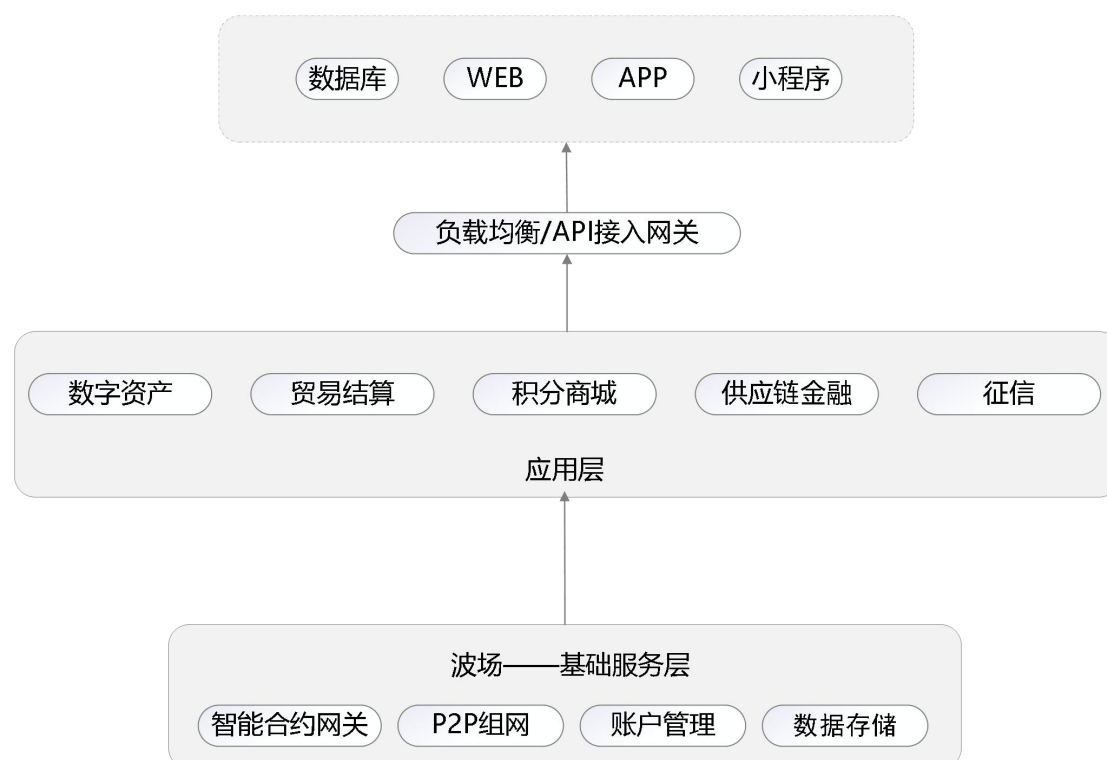 数据库 WEB APP 小程序
负载均衡/API接入网关
数字资产 贸易结算 积分商城 供应链金融 征信
应用层
波场——基础服务层
智能合约网关 P2P组网 账户管理 数据存储